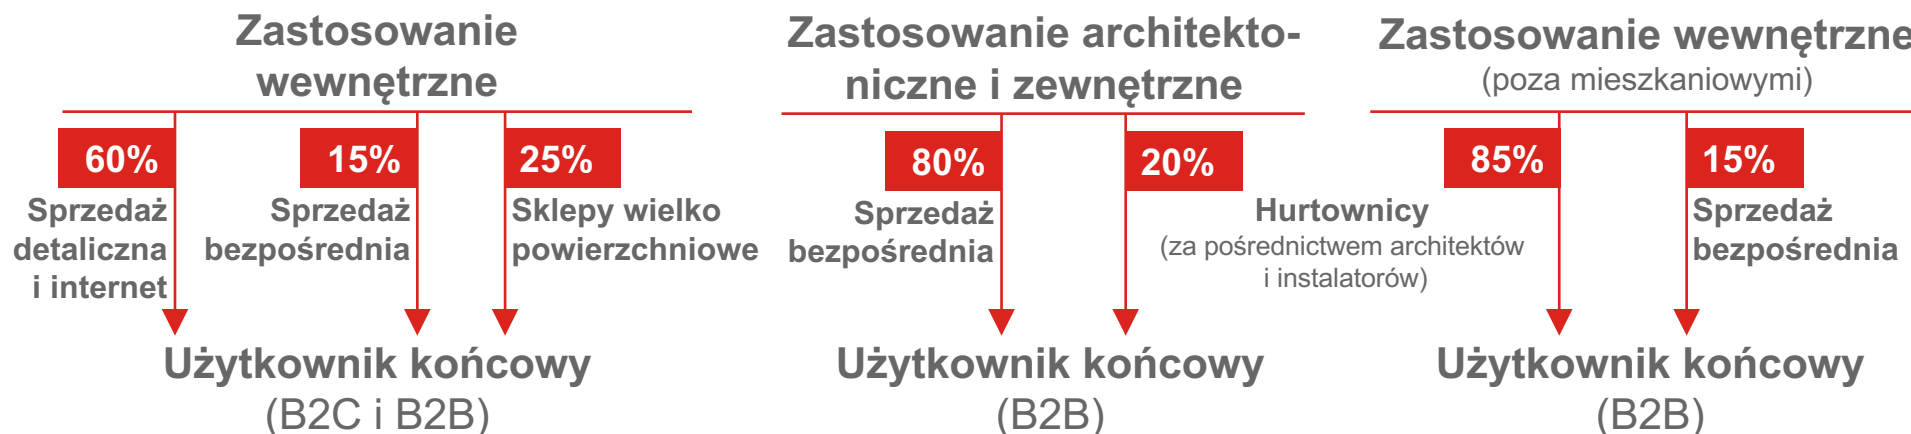 Zastosowanie
wewnętrzne
60%
Sprzedaż
detaliczna
i internet
15%
Sprzedaż
bezpośrednia
25%
Sklepy wielko
powierzchniowe
Użytkownik końcowy
(B2C i B2B)
Zastosowanie architekto-
niczne i zewnętrzne
80%
Sprzedaż
bezpośrednia
20%
Hurtownicy
(za pośrednictwem architektów
i instalatorów)
Użytkownik końcowy
(B2B)
Zastosowanie wewnętrzne
(poza mieszkaniowymi)
85%
15%
Sprzedaż
bezpośrednia
Użytkownik końcowy
(B2B)